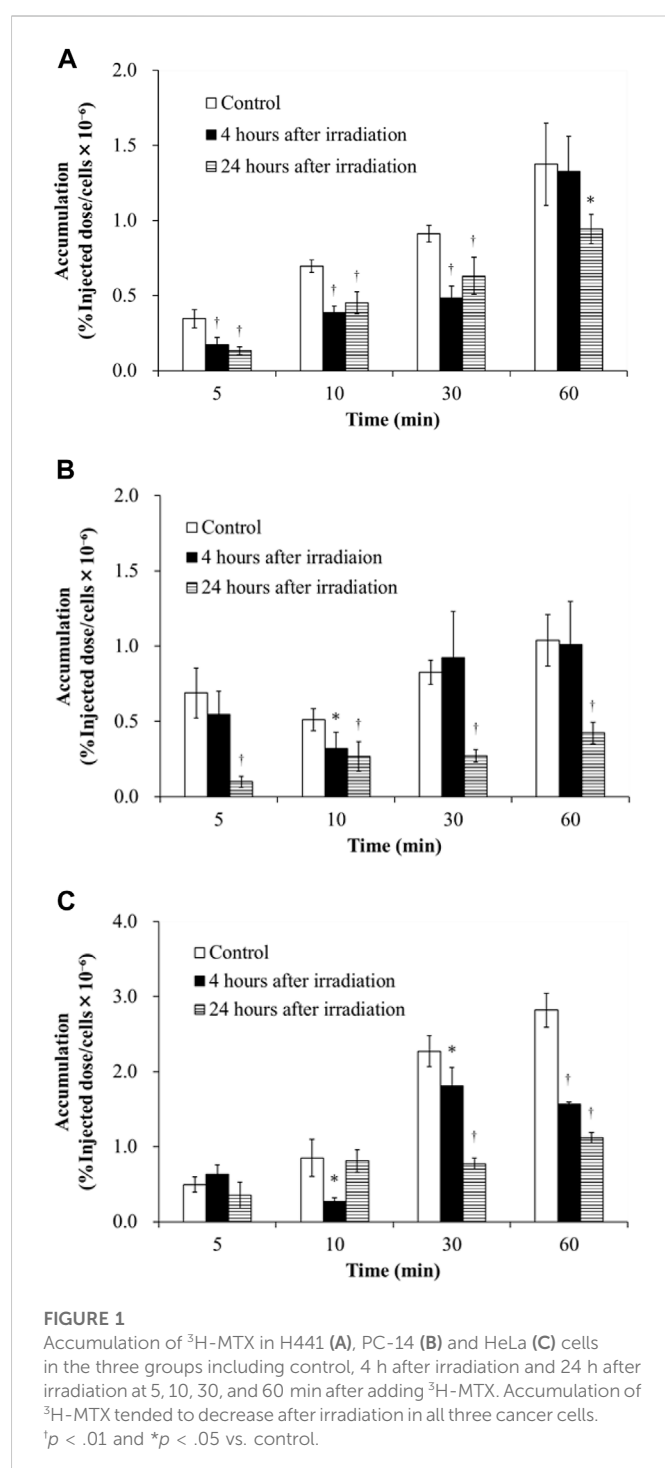 A
Accumulation
(% Injected dose/cells × 10⁻⁶)
2.0
1.5
1.0
0.5
0.0
Control
4 hours after irradiation
24 hours after irradiation
† †
† †
† †
*
5 10 30 60
Time (min)
B
Accumulation
(% Injected dose/cells × 10⁻⁶)
2.0
1.5
1.0
0.5
0.0
Control
4 hours after irradiaion
24 hours after irradiation
†
* †
†
†
5 10 30 60
Time (min)
C
Accumulation
(% Injected dose/cells × 10⁻⁶)
4.0
3.0
2.0
1.0
0.0
Control
4 hours after irradiation
24 hours after irradiation
*
* †
† †
5 10 30 60
Time (min)
FIGURE 1
Accumulation of ³H-MTX in H441 (A), PC-14 (B) and HeLa (C) cells
in the three groups including control, 4 h after irradiation and 24 h after
irradiation at 5, 10, 30, and 60 min after adding ³H-MTX. Accumulation of
³H-MTX tended to decrease after irradiation in all three cancer cells.
†p < .01 and *p < .05 vs. control.